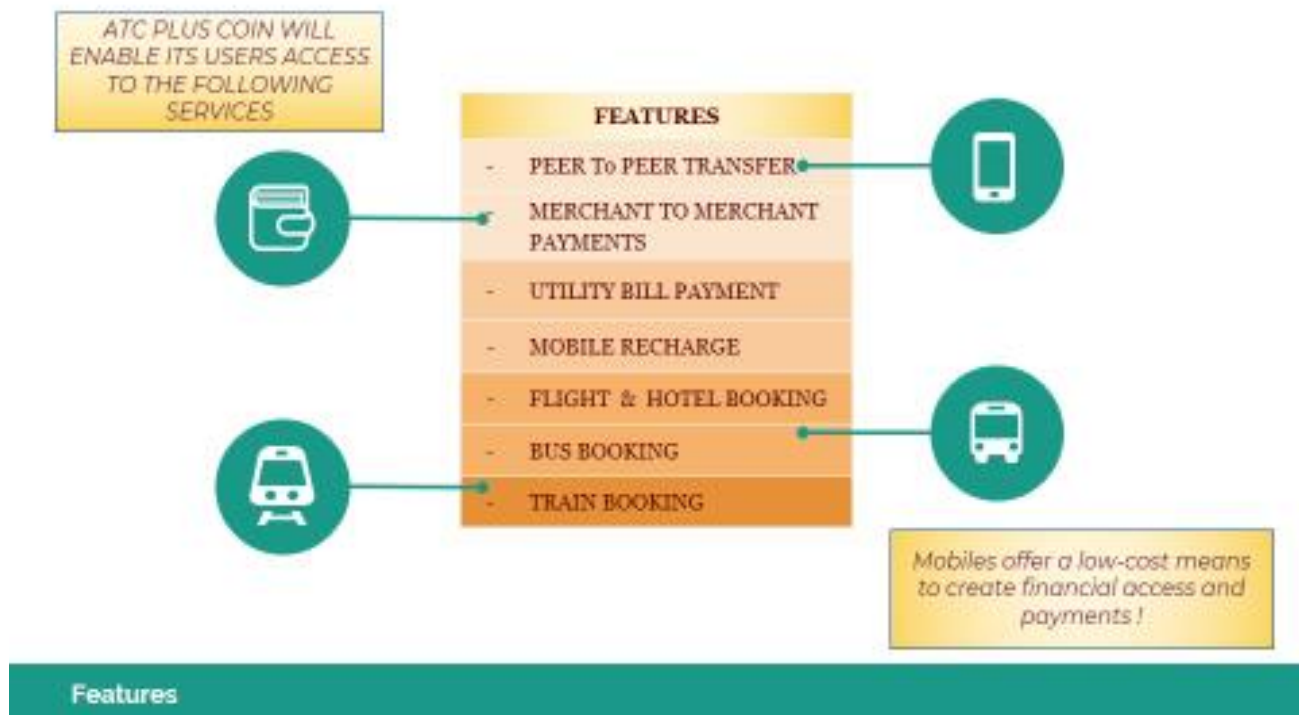 ATC PLUS COIN WILL
ENABLE ITS USERS ACCESS
TO THE FOLLOWING
SERVICES
FEATURES
- PEER To PEER TRANSFER
- MERCHANT TO MERCHANT
PAYMENTS
- UTILITY BILL PAYMENT
- MOBILE RECHARGE
- FLIGHT & HOTEL BOOKING
- BUS BOOKING
- TRAIN BOOKING
Mobiles offer a low-cost means
to create financial access and
payments !
Features